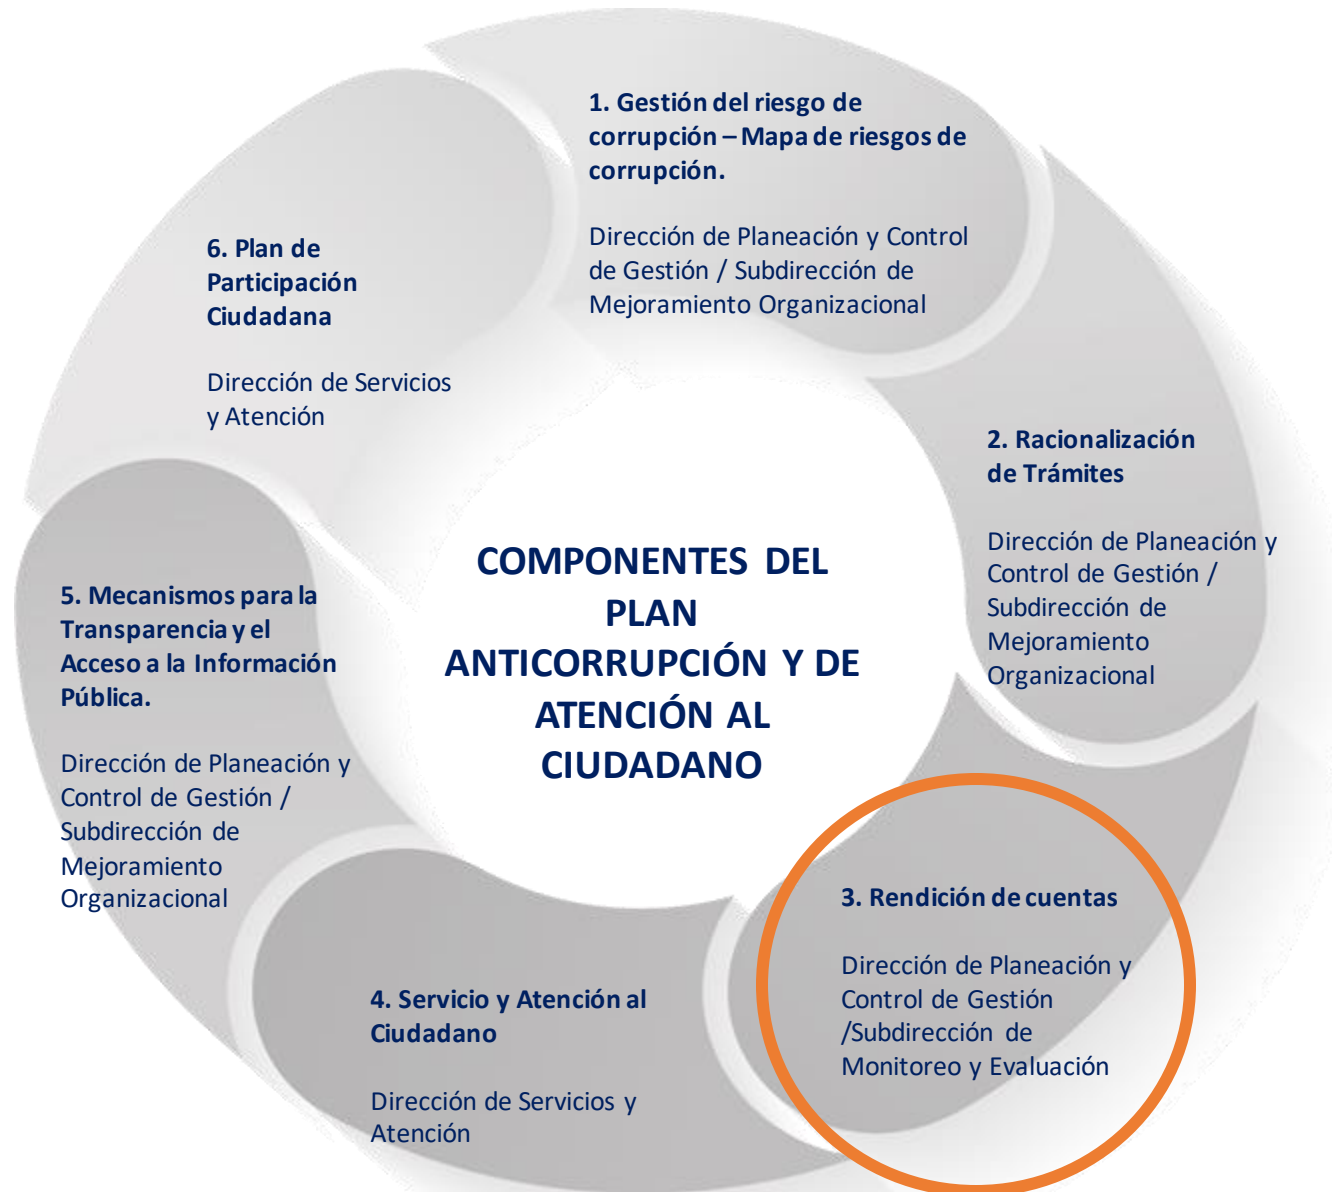 1. Gestión del riesgo de
corrupción – Mapa de riesgos de
corrupción.
Dirección de Planeación y Control
de Gestión / Subdirección de
Mejoramiento Organizacional
2. Racionalización
de Trámites
Dirección de Planeación y
Control de Gestión /
Subdirección de
Mejoramiento
Organizacional
3. Rendición de cuentas
Dirección de Planeación y
Control de Gestión
/Subdirección de
Monitoreo y Evaluación
4. Servicio y Atención al
Ciudadano
Dirección de Servicios y
Atención
5. Mecanismos para la
Transparencia y el
Acceso a la Información
Pública.
Dirección de Planeación y
Control de Gestión /
Subdirección de
Mejoramiento
Organizacional
6. Plan de
Participación
Ciudadana
Dirección de Servicios
y Atención
COMPONENTES DEL
PLAN
ANTICORRUPCIÓN Y DE
ATENCIÓN AL
CIUDADANO